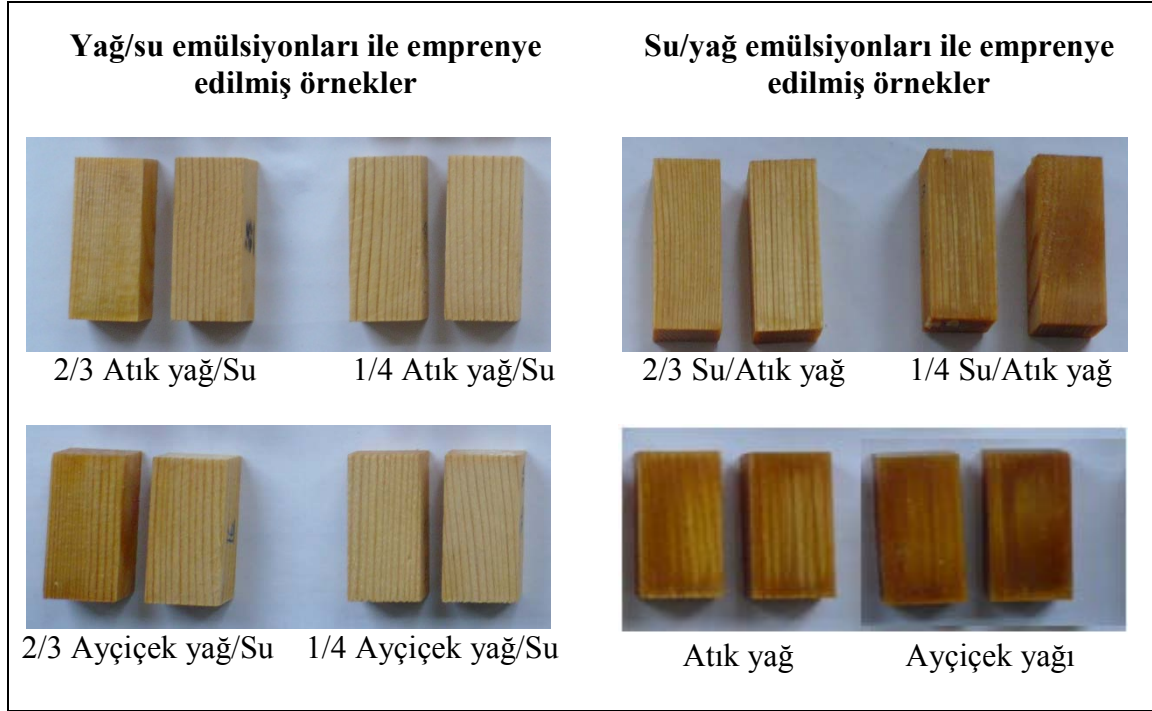 Yağ/su emülsiyonları ile emprenye
edilmiş örnekler
Su/yağ emülsiyonları ile emprenye
edilmiş örnekler
2/3 Atık yağ/Su
1/4 Atık yağ/Su
2/3 Su/Atık yağ
1/4 Su/Atık yağ
2/3 Ayçiçek yağ/Su
1/4 Ayçiçek yağ/Su
Atık yağ
Ayçiçek yağı